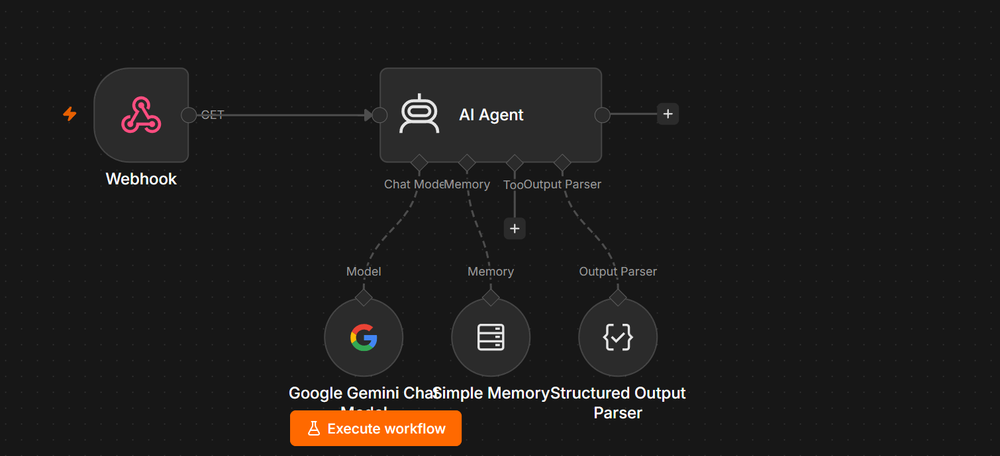 GET
AI Agent
Webhook
Chat Mode
Memory
Too
Output Parser
Model
Memory
Output Parser
Google Gemini Chat
Model
Simple Memory
Structured Output
Parser
Execute workflow